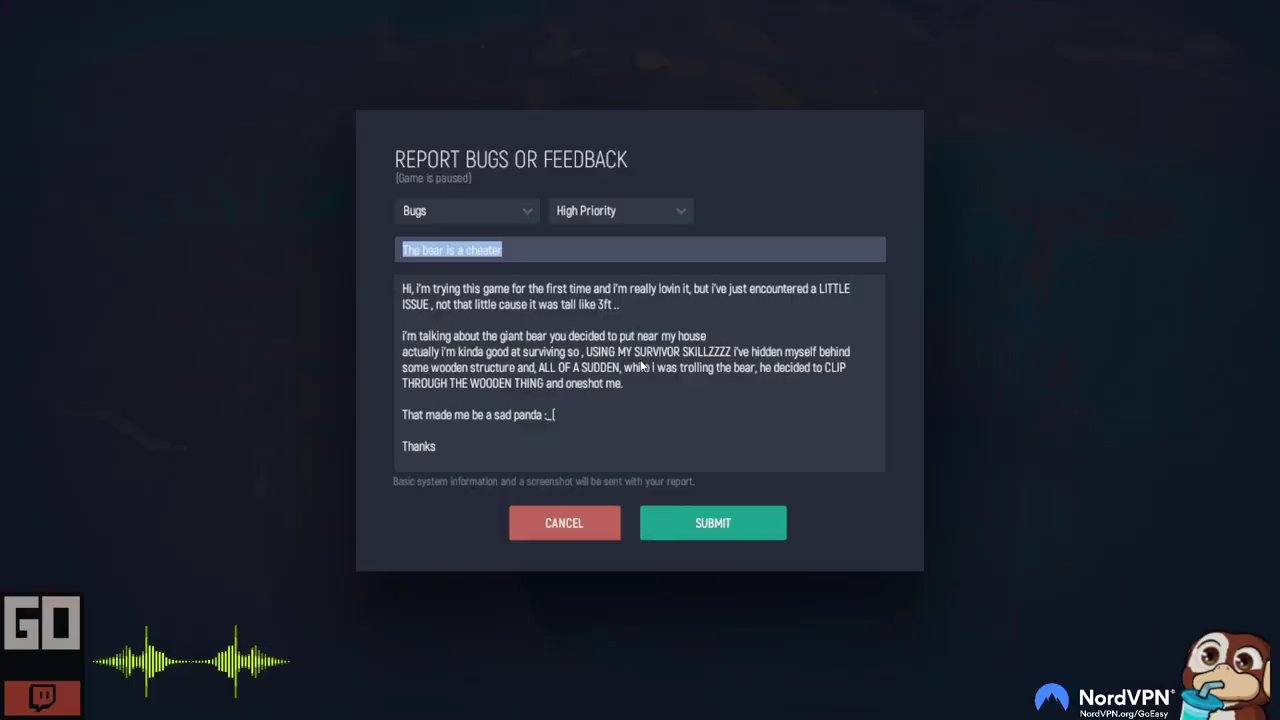 REPORT BUGS OR FEEDBACK
(Game is paused)
Bugs
High Priority
The bear is a cheater
Hi, i'm trying this game for the first time and i'm really lovin it, but i've just encountered a LITTLE
ISSUE , not that little cause it was tall like 3ft ..
i'm talking about the giant bear you decided to put near my house
actually i'm kinda good at surviving so , USING MY SURVIVOR SKILLZZZZ i've hidden myself behind
some wooden structure and, ALL OF A SUDDEN, while i was trolling the bear, he decided to CLIP
THROUGH THE WOODEN THING and oneshot me.
That made me be a sad panda :_(
Thanks
Basic system information and a screenshot will be sent with your report.
CANCEL
SUBMIT
GO
NordVPN®
NordVPN.org/GoEasy